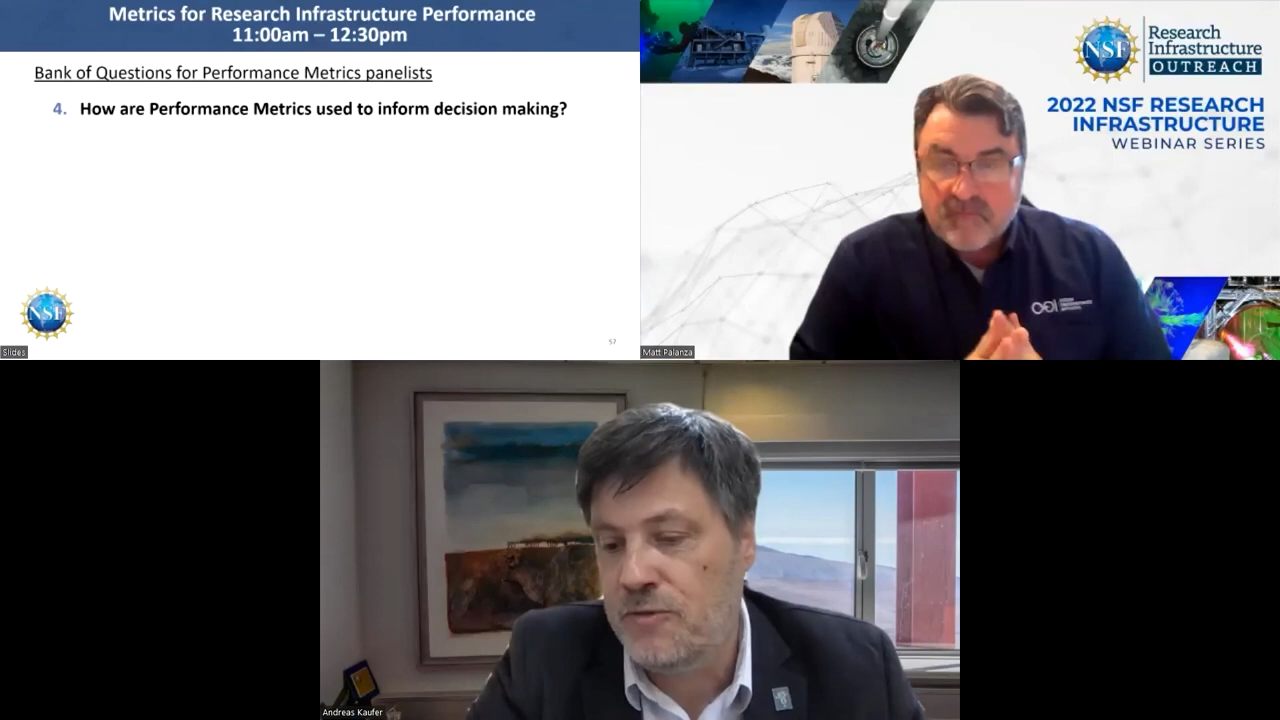 Metrics for Research Infrastructure Performance
11:00am – 12:30pm
Bank of Questions for Performance Metrics panelists
4. How are Performance Metrics used to inform decision making?
NSF
57
Slides
NSF
Research
Infrastructure
OUTREACH
2022 NSF RESEARCH
INFRASTRUCTURE
WEBINAR SERIES
OOI
Matt Palanza
Andreas Kaufer